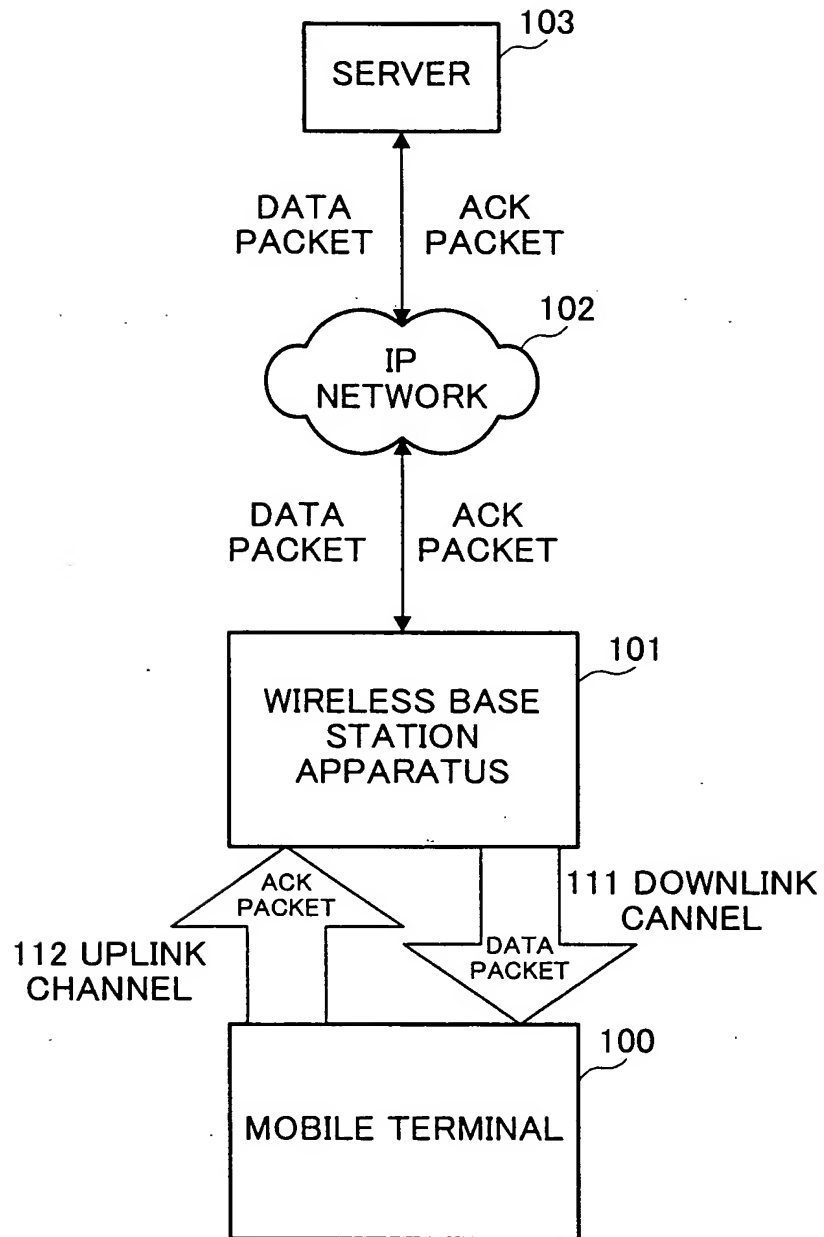 103
SERVER
DATA
PACKET
ACK
PACKET
102
IP
NETWORK
DATA
PACKET
ACK
PACKET
101
WIRELESS BASE
STATION
APPARATUS
ACK
PACKET
111 DOWNLINK
CANNEL
112 UPLINK
CHANNEL
DATA
PACKET
100
MOBILE TERMINAL